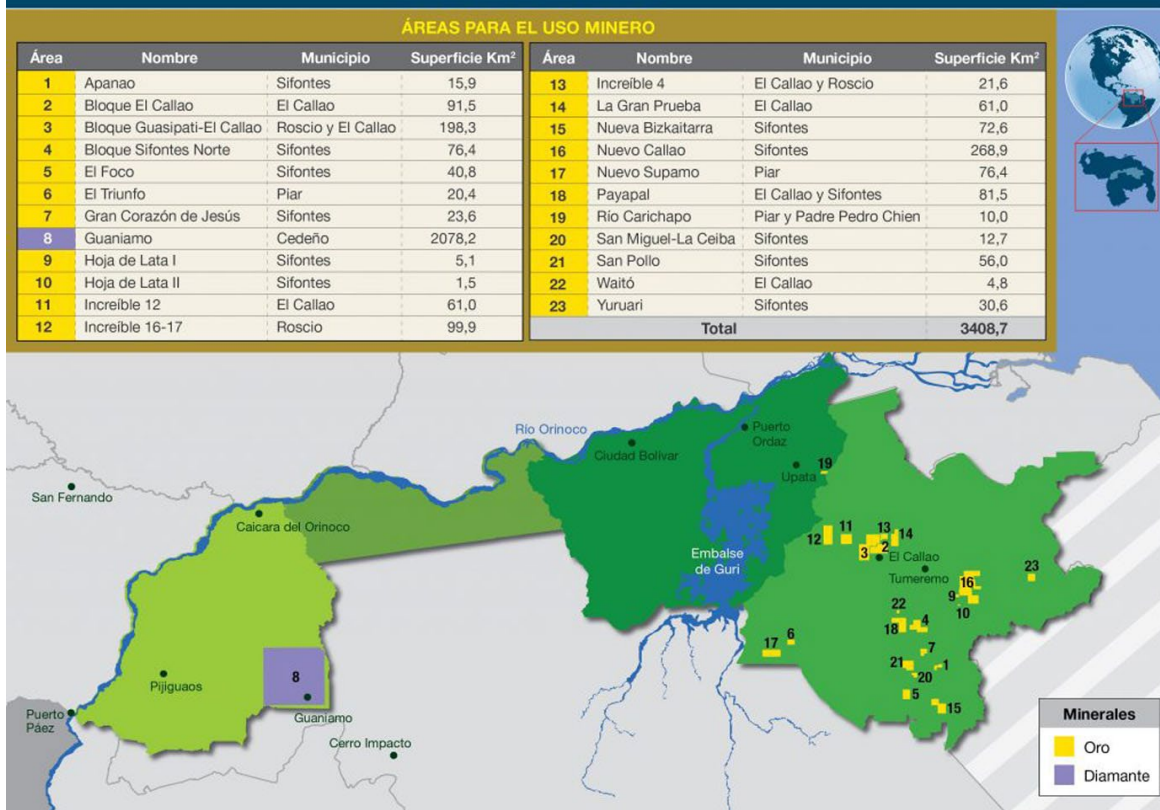 ÁREAS PARA EL USO MINERO
Área Nombre Municipio Superficie Km²
1 Apanao Sifontes 15,9
2 Bloque El Callao El Callao 91,5
3 Bloque Guasipati-El Callao Roscio y El Callao 198,3
4 Bloque Sifontes Norte Sifontes 76,4
5 El Foco Sifontes 40,8
6 El Triunfo Piar 20,4
7 Gran Corazón de Jesús Sifontes 23,6
8 Guaniamo Cedeño 2078,2
9 Hoja de Lata I Sifontes 5,1
10 Hoja de Lata II Sifontes 1,5
11 Increíble 12 El Callao 61,0
12 Increíble 16-17 Roscio 99,9
Área Nombre Municipio Superficie Km²
13 Increíble 4 El Callao y Roscio 21,6
14 La Gran Prueba El Callao 61,0
15 Nueva Bizkaitarra Sifontes 72,6
16 Nuevo Callao Sifontes 268,9
17 Nuevo Supamo Piar 76,4
18 Payapal El Callao y Sifontes 81,5
19 Río Carichapo Piar y Padre Pedro Chien 10,0
20 San Miguel-La Ceiba Sifontes 12,7
21 San Pollo Sifontes 56,0
22 Waitó El Callao 4,8
23 Yuruari Sifontes 30,6
Total 3408,7
Río Orinoco
Puerto
Ordaz
Ciudad Bolívar
Upata
19
San Fernando
Caicara del Orinoco
12
11
13
14
3
2
El Callao
Embalse
de Guri
Tumeremo
16
23
9
10
22
18
4
17
6
7
21
1
20
5
15
8
Pijiguaos
Guaniamo
Puerto
Páez
Cerro Impacto
Minerales
Oro
Diamante